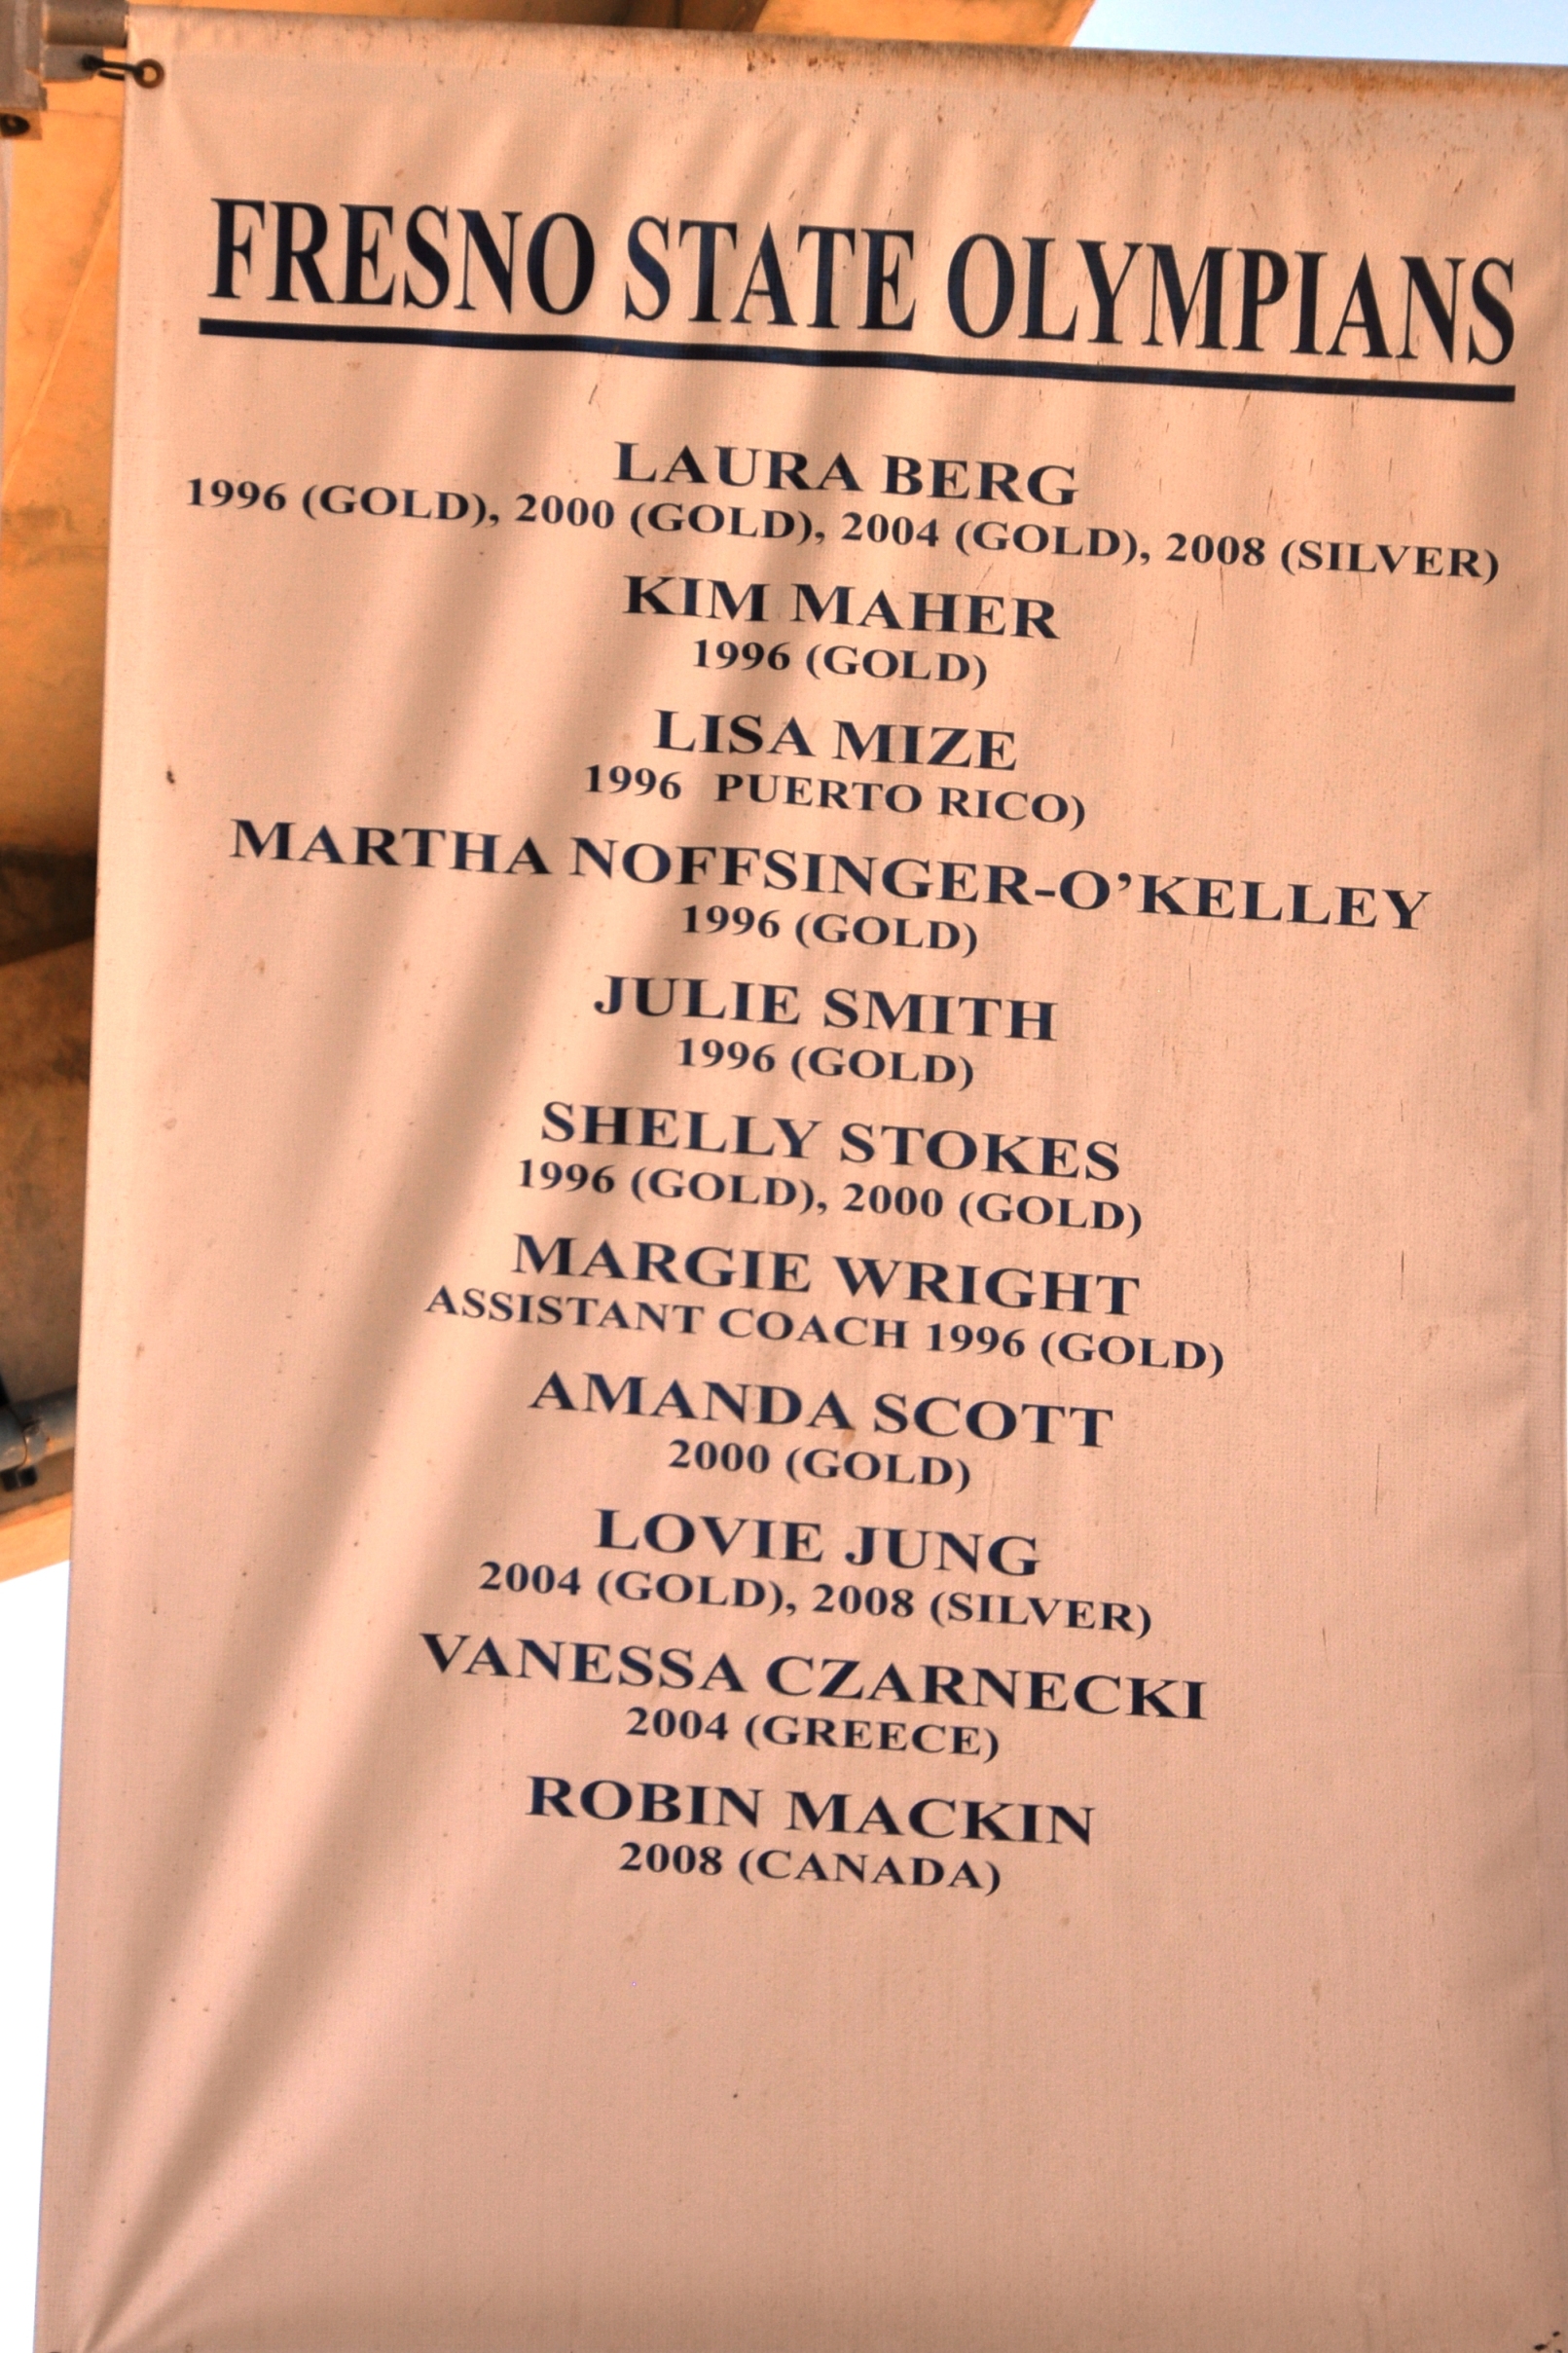 FRESNO STATE OLYMPIANS
LAURA BERG
1996 (GOLD), 2000 (GOLD), 2004 (GOLD), 2008 (SILVER)
KIM MAHER
1996 (GOLD)
LISA MIZE
1996 PUERTO RICO)
MARTHA NOFFSINGER-O’KELLEY
1996 (GOLD)
JULIE SMITH
1996 (GOLD)
SHELLY STOKES
1996 (GOLD), 2000 (GOLD)
MARGIE WRIGHT
ASSISTANT COACH 1996 (GOLD)
AMANDA SCOTT
2000 (GOLD)
LOVIE JUNG
2004 (GOLD), 2008 (SILVER)
VANESSA CZARNECKI
2004 (GREECE)
ROBIN MACKIN
2008 (CANADA)